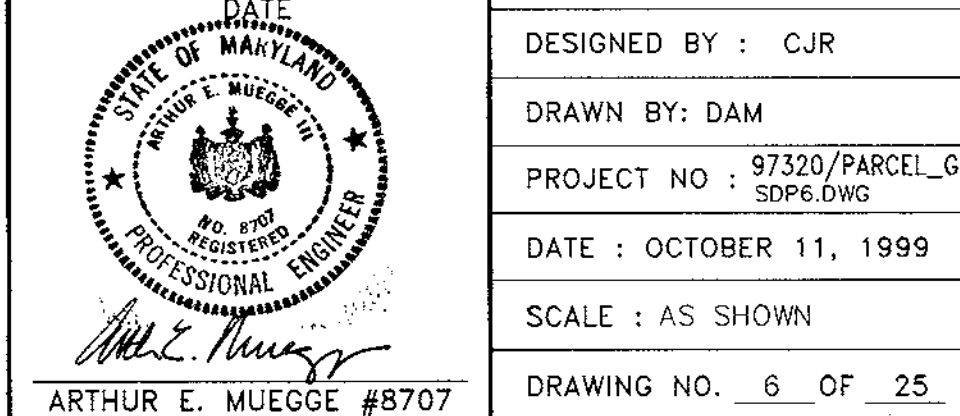 DATE
STATE OF MARYLAND
ARTHUR E. MUEGGE III
NO. 8707
REGISTERED
PROFESSIONAL ENGINEER
Arthur E. Muegge
ARTHUR E. MUEGGE #8707
DESIGNED BY : CJR
DRAWN BY: DAM
PROJECT NO : 97320/PARCEL_G
SDP6.DWG
DATE : OCTOBER 11, 1999
SCALE : AS SHOWN
DRAWING NO. 6 OF 25